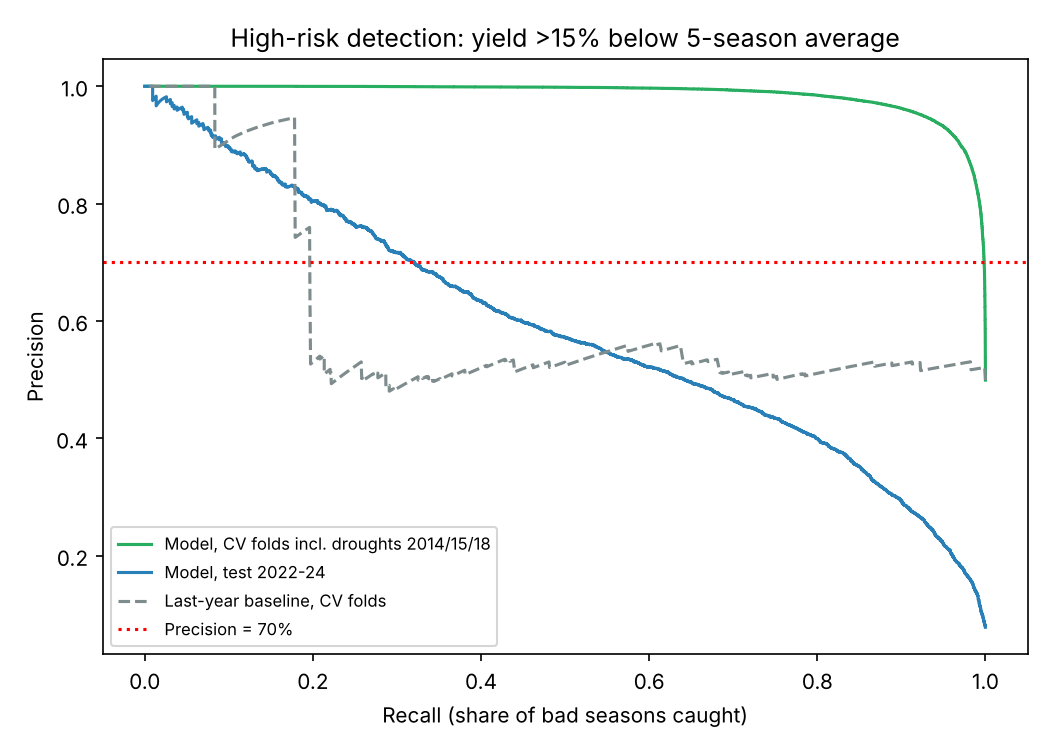 High-risk detection: yield >15% below 5-season average
Precision
1.0
0.8
0.6
0.4
0.2
Model, CV folds incl. droughts 2014/15/18
Model, test 2022-24
Last-year baseline, CV folds
Precision = 70%
0.0 0.2 0.4 0.6 0.8 1.0
Recall (share of bad seasons caught)